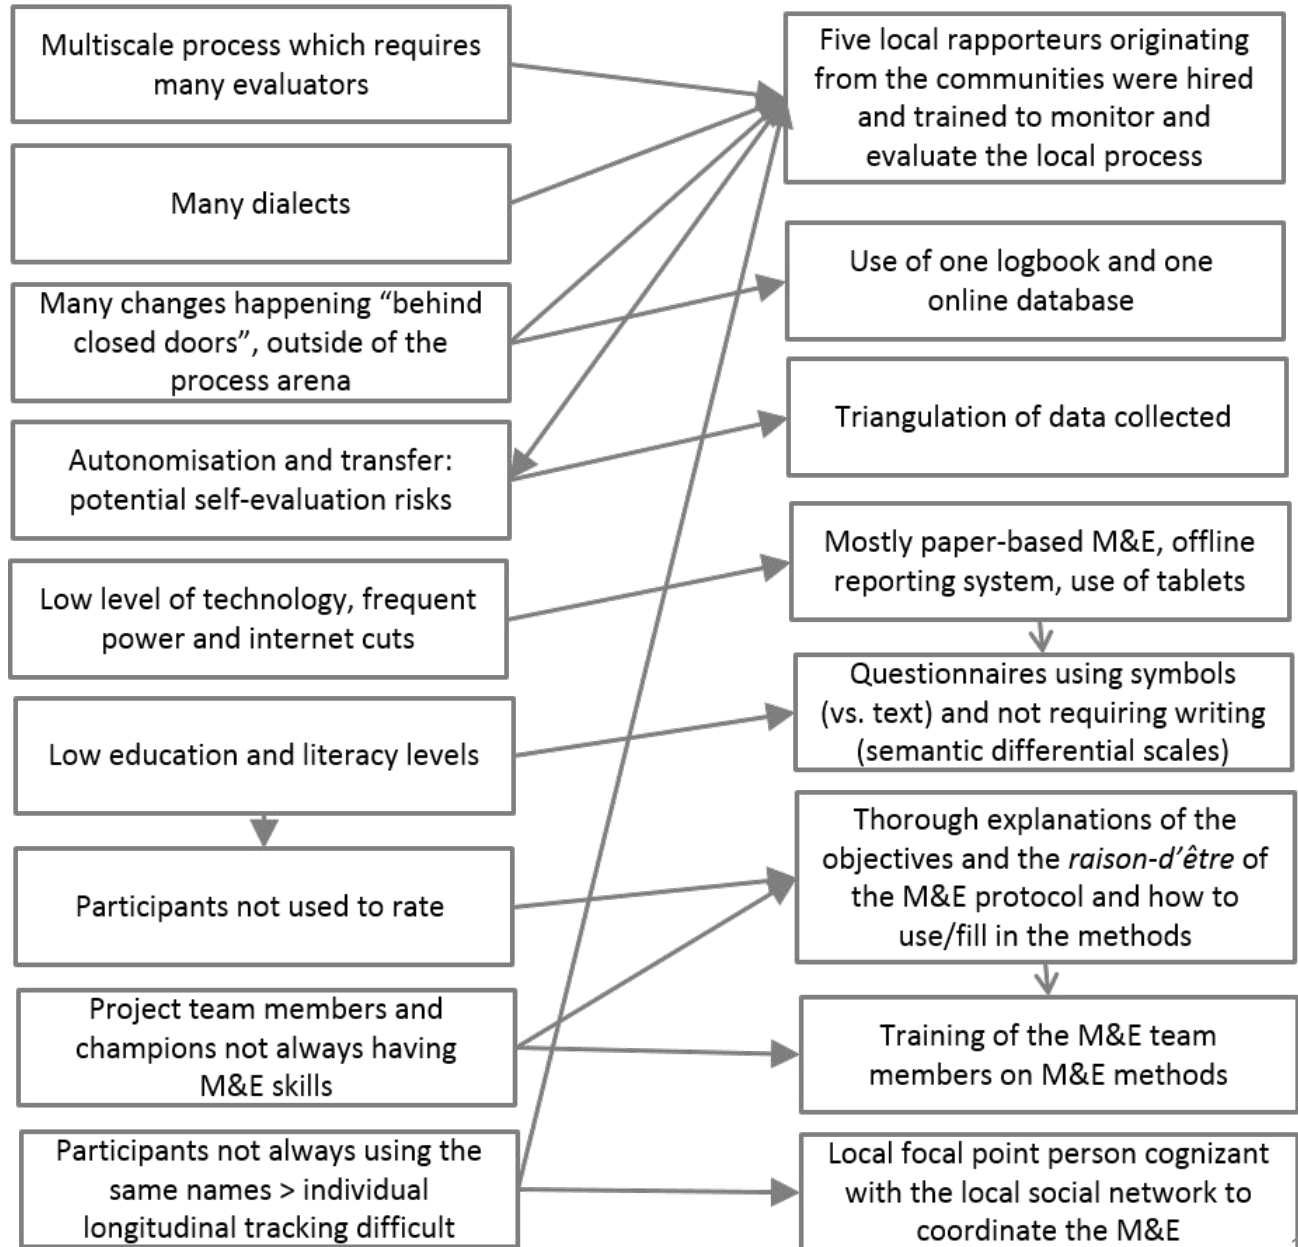 Multiscale process which requires
many evaluators
Many dialects
Many changes happening “behind
closed doors”, outside of the
process arena
Autonomisation and transfer:
potential self-evaluation risks
Low level of technology, frequent
power and internet cuts
Low education and literacy levels
Participants not used to rate
Project team members and
champions not always having
M&E skills
Participants not always using the
same names > individual
longitudinal tracking difficult
Five local rapporteurs originating
from the communities were hired
and trained to monitor and
evaluate the local process
Use of one logbook and one
online database
Triangulation of data collected
Mostly paper-based M&E, offline
reporting system, use of tablets
Questionnaires using symbols
(vs. text) and not requiring writing
(semantic differential scales)
Thorough explanations of the
objectives and the raison-d’être of
the M&E protocol and how to
use/fill in the methods
Training of the M&E team
members on M&E methods
Local focal point person cognizant
with the local social network to
coordinate the M&E